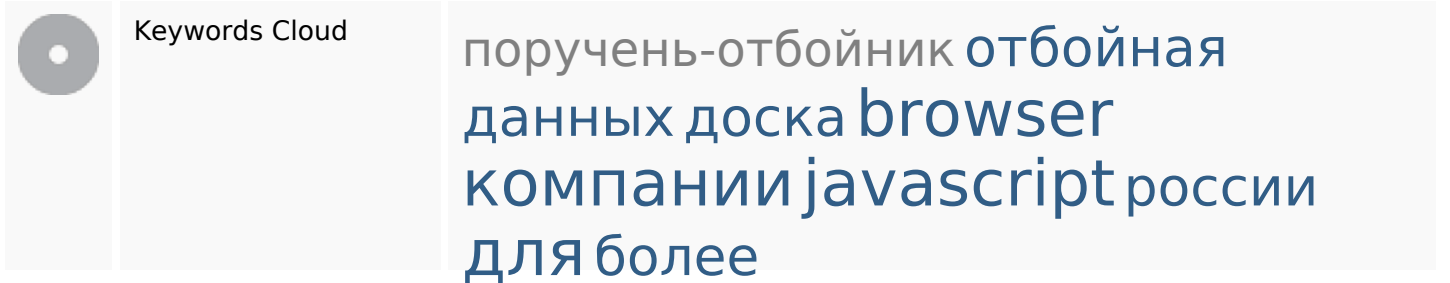 Keywords Cloud
поручень-отбойник отбойная
данных доска browser
компании javascript россии
для более